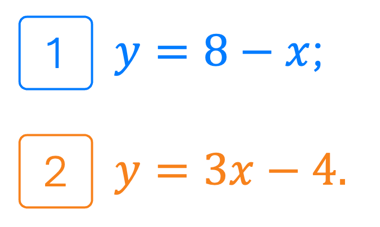 1 y = 8 − x;
2 y = 3x − 4.